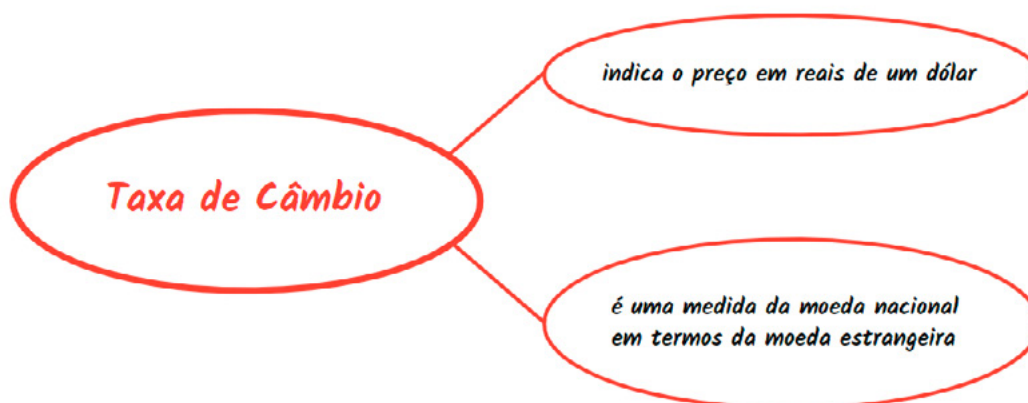 indica o preço em reais de um dólar
Taxa de Câmbio
é uma medida da moeda nacional
em termos da moeda estrangeira